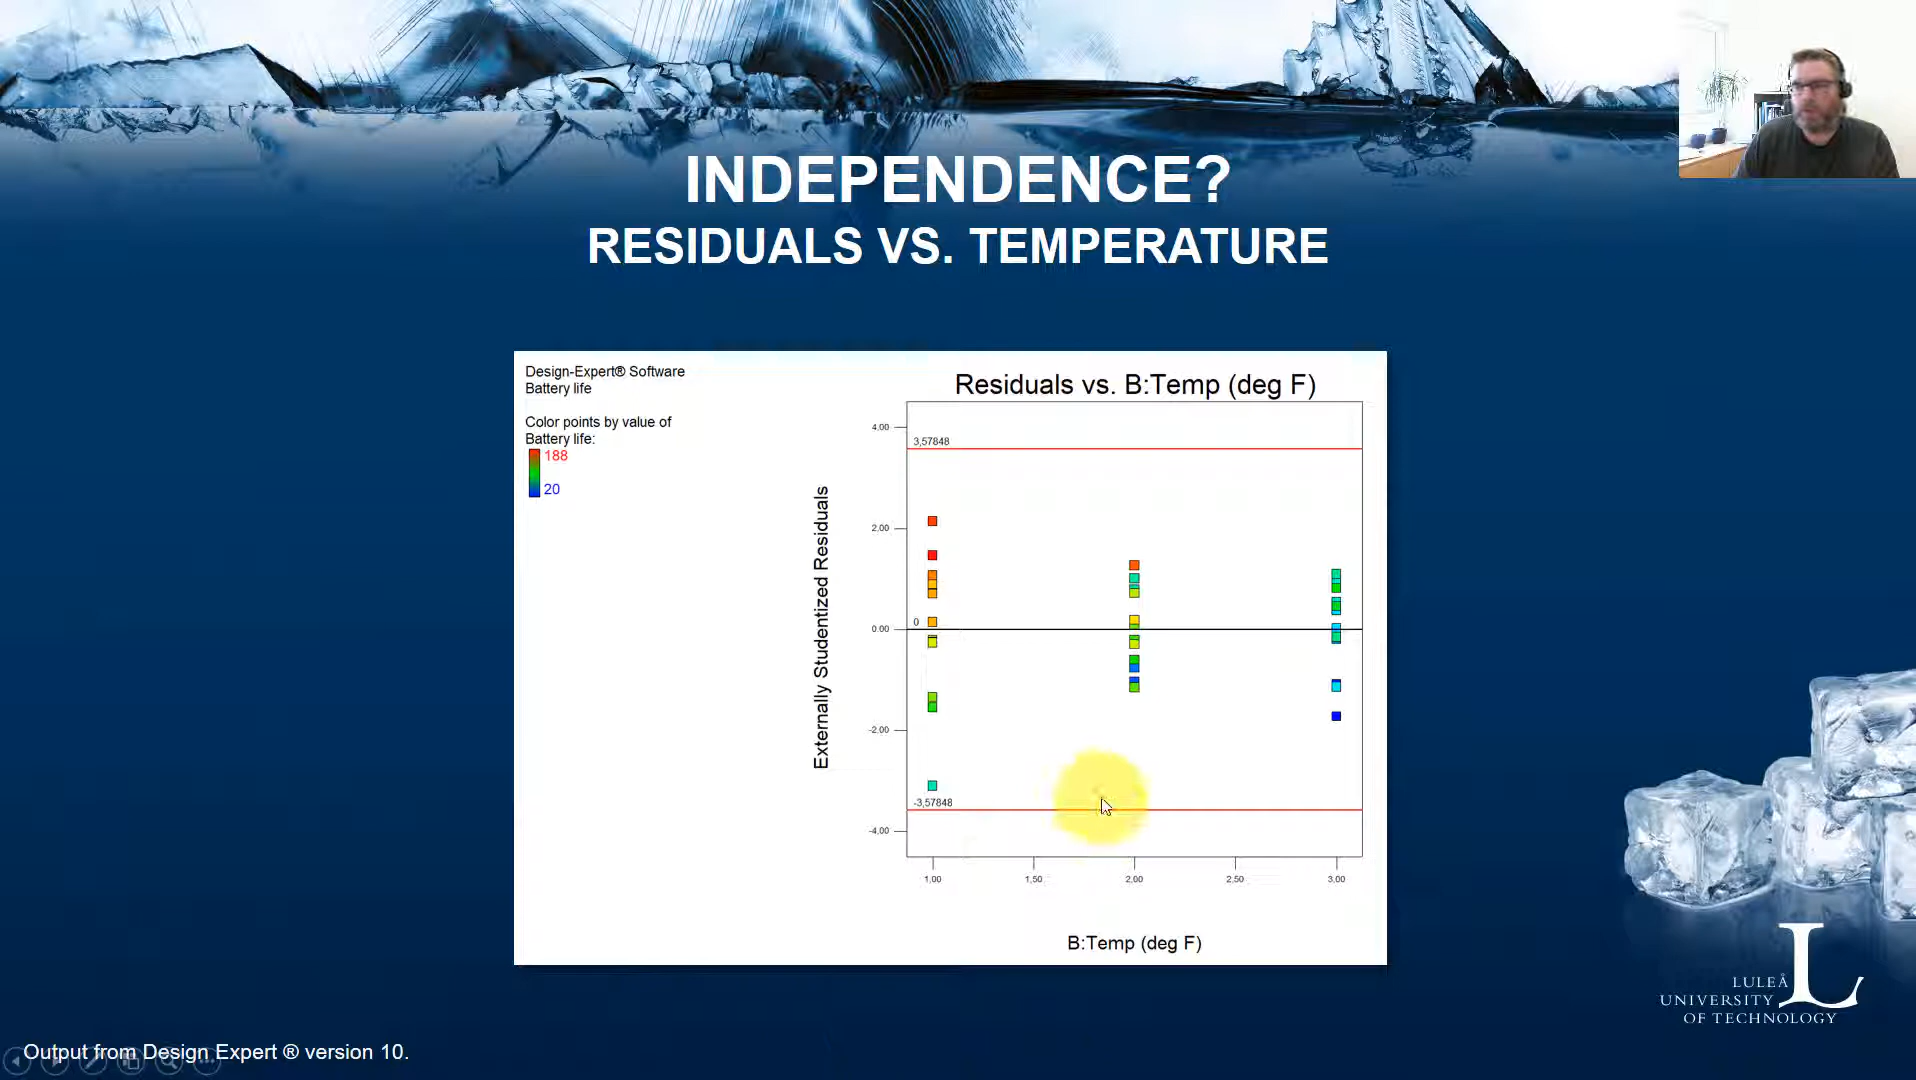 INDEPENDENCE?
RESIDUALS VS. TEMPERATURE
Design-Expert® Software
Battery life
Color points by value of
Battery life:
188
20
Residuals vs. B:Temp (deg F)
Externally Studentized Residuals
4.00
3,57848
2,00
0
0.00
-2,00
-3,57848
-4,00
1,00
1,50
2,00
2,50
3,00
B:Temp (deg F)
LULEÅ
UNIVERSITY
OF TECHNOLOGY
L
Output from Design Expert ® version 10.